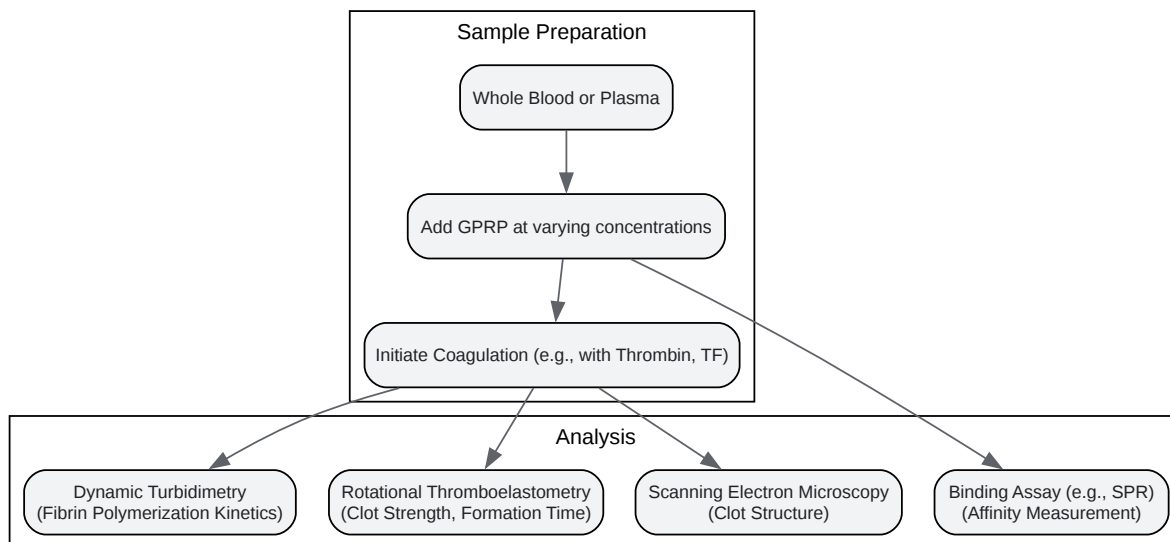 Sample Preparation
Whole Blood or Plasma
Add GPRP at varying concentrations
Initiate Coagulation (e.g., with Thrombin, TF)
Analysis
Dynamic Turbidimetry
(Fibrin Polymerization Kinetics)
Rotational Thromboelastometry
(Clot Strength, Formation Time)
Scanning Electron Microscopy
(Clot Structure)
Binding Assay (e.g., SPR)
(Affinity Measurement)